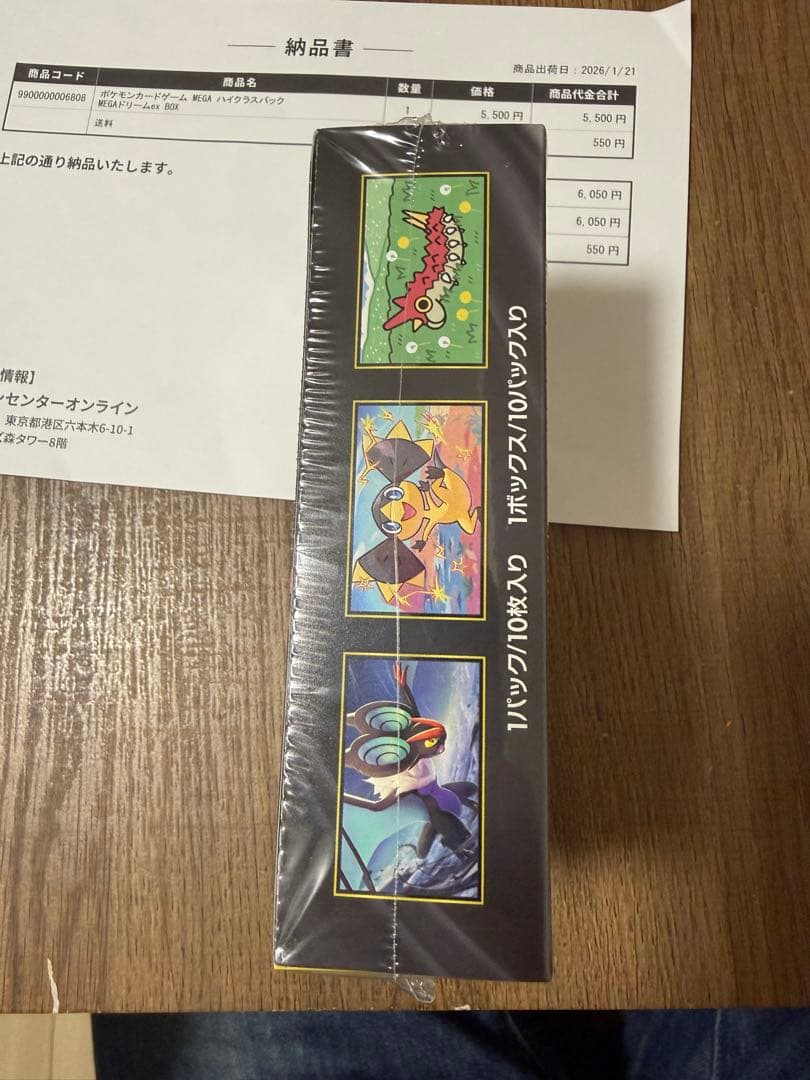 納品書
商品出荷日：2026/1/21
商品コード 商品名 数量 価格 商品代金合計
990000000680B ポケモンカードゲーム MEGA ハイクラスパック
MEGAドリームex BOX 1 5,500 円 5,500 円
送料 550 円
上記の通り納品いたします。
6,050 円
6,050 円
550 円
情報】
ンセンターオンライン
東京都港区六本木6-10-1
ズ森タワー8階
1パック/10枚入り 1ボックス/10パック入り